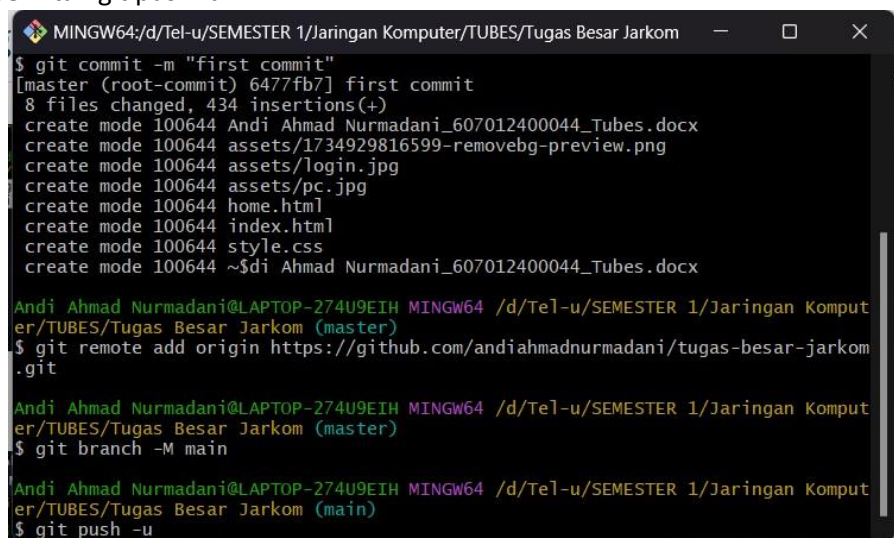 MINGW64:/d/Tel-u/SEMESTER 1/Jaringan Komputer/TUBES/Tugas Besar Jarkom
$ git commit -m "first commit"
[master (root-commit) 6477fb7] first commit
 8 files changed, 434 insertions(+)
 create mode 100644 Andi Ahmad Nurmadani_607012400044_Tubes.docx
 create mode 100644 assets/1734929816599-removebg-preview.png
 create mode 100644 assets/login.jpg
 create mode 100644 assets/pc.jpg
 create mode 100644 home.html
 create mode 100644 index.html
 create mode 100644 style.css
 create mode 100644 ~$di Ahmad Nurmadani_607012400044_Tubes.docx
Andi Ahmad Nurmadani@LAPTOP-274U9EIH MINGW64 /d/Tel-u/SEMESTER 1/Jaringan Komput
er/TUBES/Tugas Besar Jarkom (master)
$ git remote add origin https://github.com/andiahmadnurmadani/tugas-besar-jarkom
.git
Andi Ahmad Nurmadani@LAPTOP-274U9EIH MINGW64 /d/Tel-u/SEMESTER 1/Jaringan Komput
er/TUBES/Tugas Besar Jarkom (master)
$ git branch -M main
Andi Ahmad Nurmadani@LAPTOP-274U9EIH MINGW64 /d/Tel-u/SEMESTER 1/Jaringan Komput
er/TUBES/Tugas Besar Jarkom (main)
$ git push -u